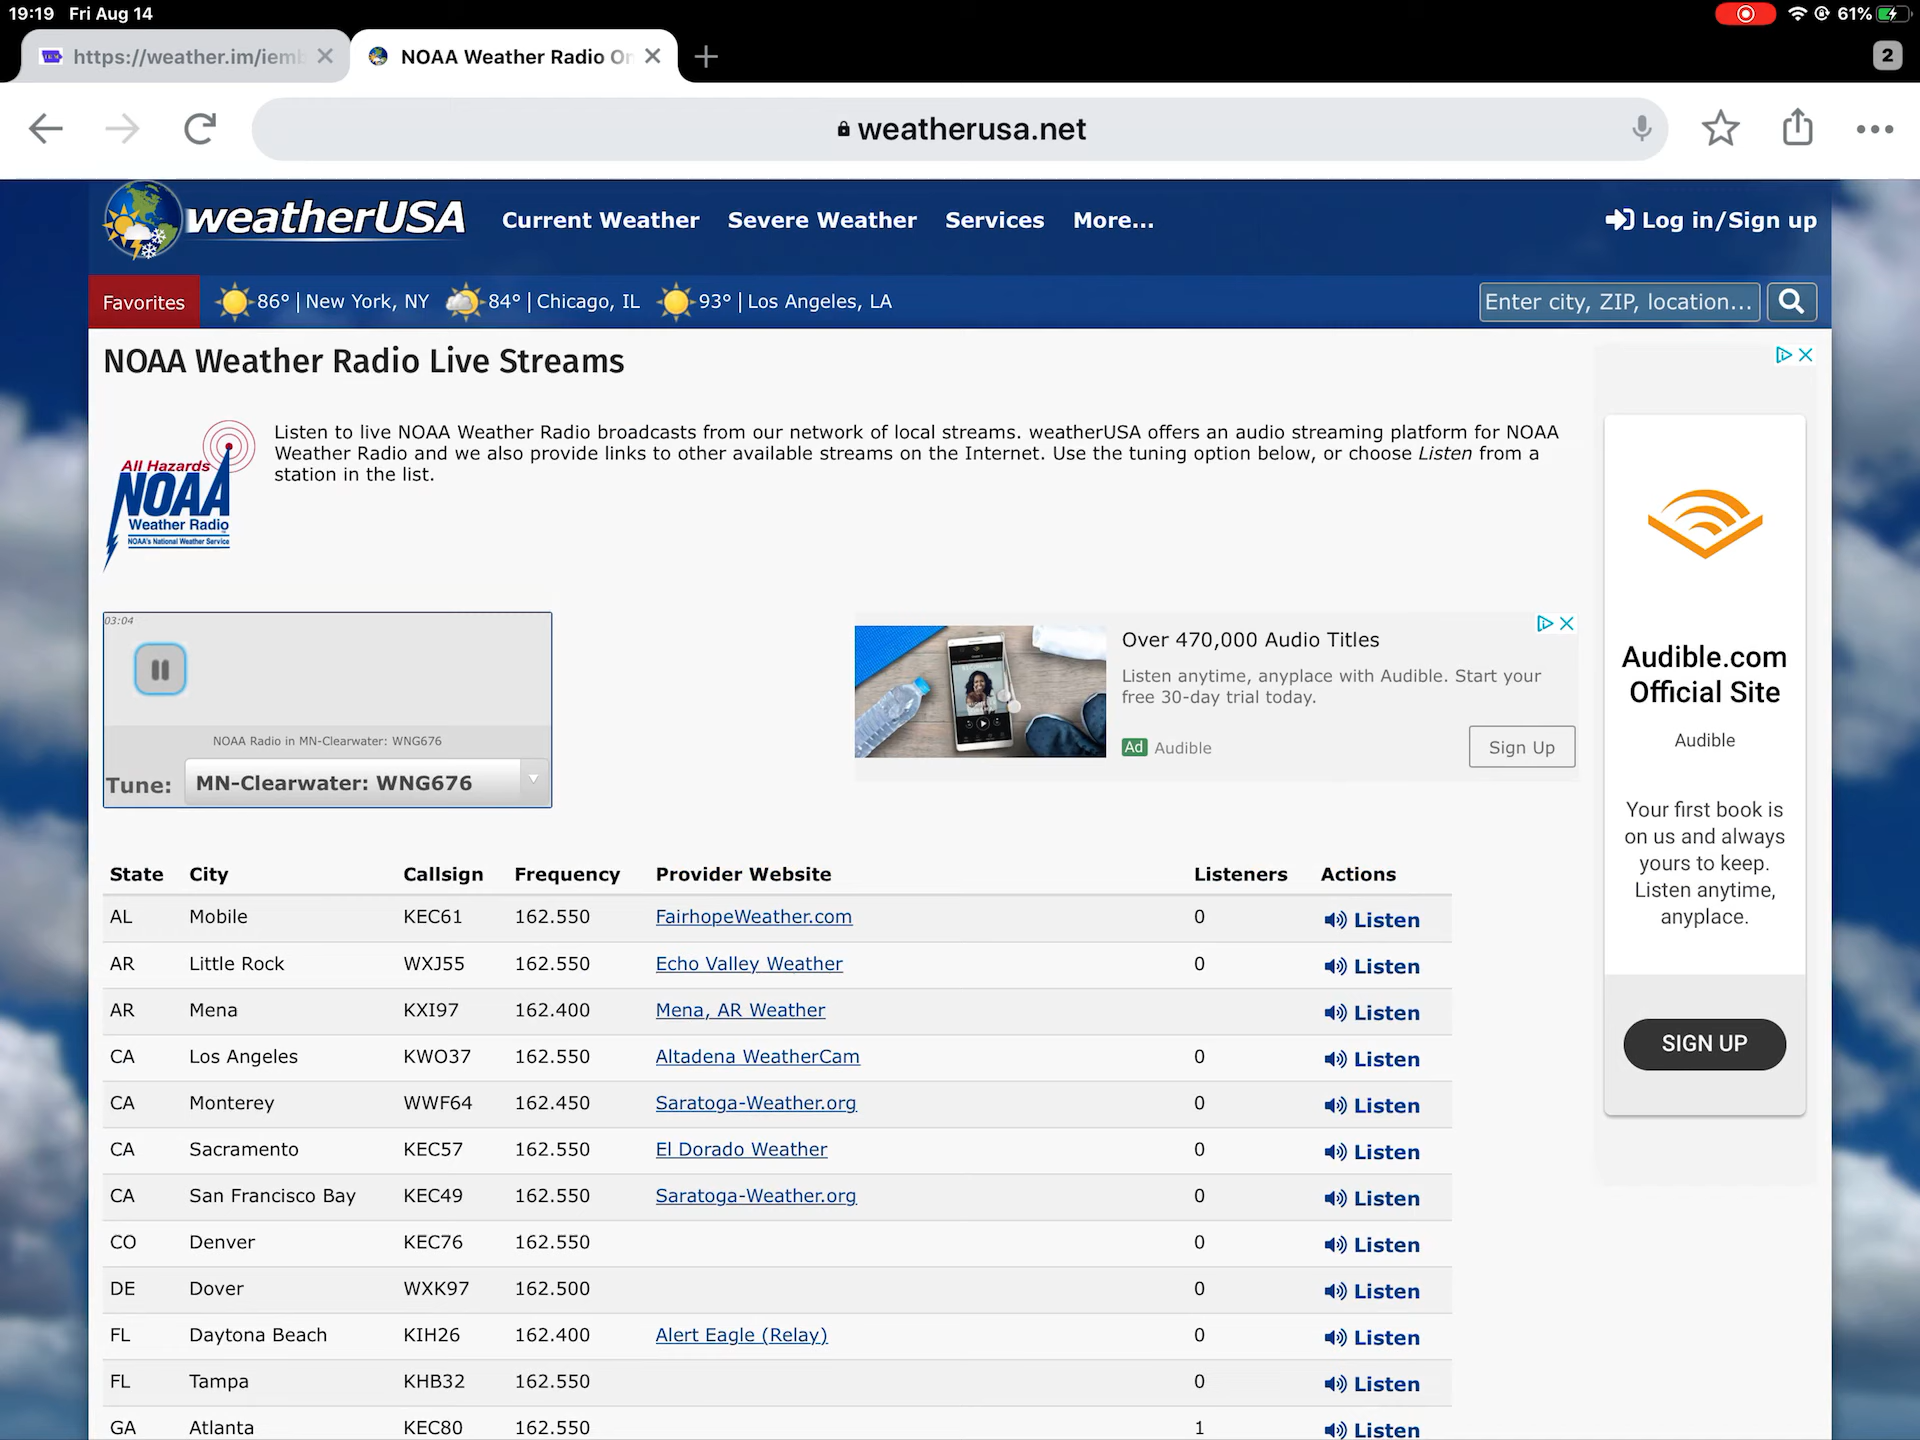 19:19 Fri Aug 14
61%
https://weather.im/iemb
NOAA Weather Radio On
2
weatherusa.net
weatherUSA
Current Weather
Severe Weather
Services
More...
Log in/Sign up
Favorites
86° | New York, NY
84° | Chicago, IL
93° | Los Angeles, LA
Enter city, ZIP, location...
NOAA Weather Radio Live Streams
All Hazards
NOAA
Weather Radio
NOAA's National Weather Service
Listen to live NOAA Weather Radio broadcasts from our network of local streams. weatherUSA offers an audio streaming platform for NOAA
Weather Radio and we also provide links to other available streams on the Internet. Use the tuning option below, or choose Listen from a
station in the list.
03:04
NOAA Radio in MN-Clearwater: WNG676
Tune: MN-Clearwater: WNG676
Over 470,000 Audio Titles
Listen anytime, anyplace with Audible. Start your
free 30-day trial today.
Ad Audible
Sign Up
Audible.com
Official Site
Audible
Your first book is
on us and always
yours to keep.
Listen anytime,
anyplace.
SIGN UP
State City Callsign Frequency Provider Website Listeners Actions
AL Mobile KEC61 162.550 FairhopeWeather.com 0 Listen
AR Little Rock WXJ55 162.550 Echo Valley Weather 0 Listen
AR Mena KXI97 162.400 Mena, AR Weather Listen
CA Los Angeles KWO37 162.550 Altadena WeatherCam 0 Listen
CA Monterey WWF64 162.450 Saratoga-Weather.org 0 Listen
CA Sacramento KEC57 162.550 El Dorado Weather 0 Listen
CA San Francisco Bay KEC49 162.550 Saratoga-Weather.org 0 Listen
CO Denver KEC76 162.550 0 Listen
DE Dover WXK97 162.500 0 Listen
FL Daytona Beach KIH26 162.400 Alert Eagle (Relay) 0 Listen
FL Tampa KHB32 162.550 0 Listen
GA Atlanta KEC80 162.550 1 Listen